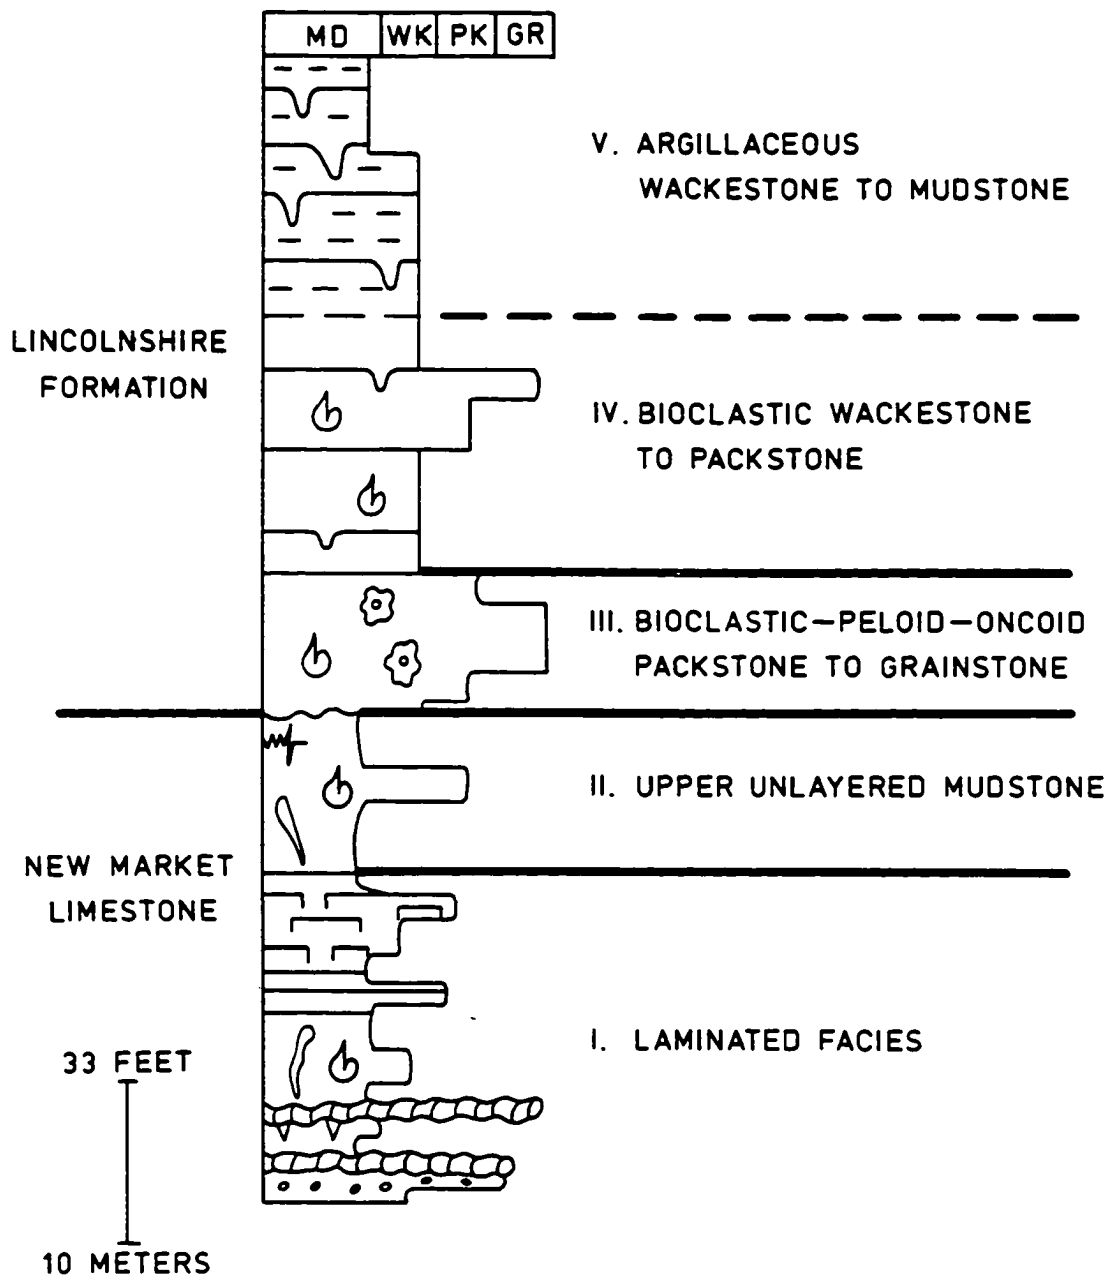 MD WK PK GR
V. ARGILLACEOUS
WACKESTONE TO MUDSTONE
LINCOLNSHIRE
FORMATION
IV. BIOCLASTIC WACKESTONE
TO PACKSTONE
III. BIOCLASTIC-PELOID-ONCOID
PACKSTONE TO GRAINSTONE
II. UPPER UNLAYERED MUDSTONE
NEW MARKET
LIMESTONE
I. LAMINATED FACIES
33 FEET
10 METERS